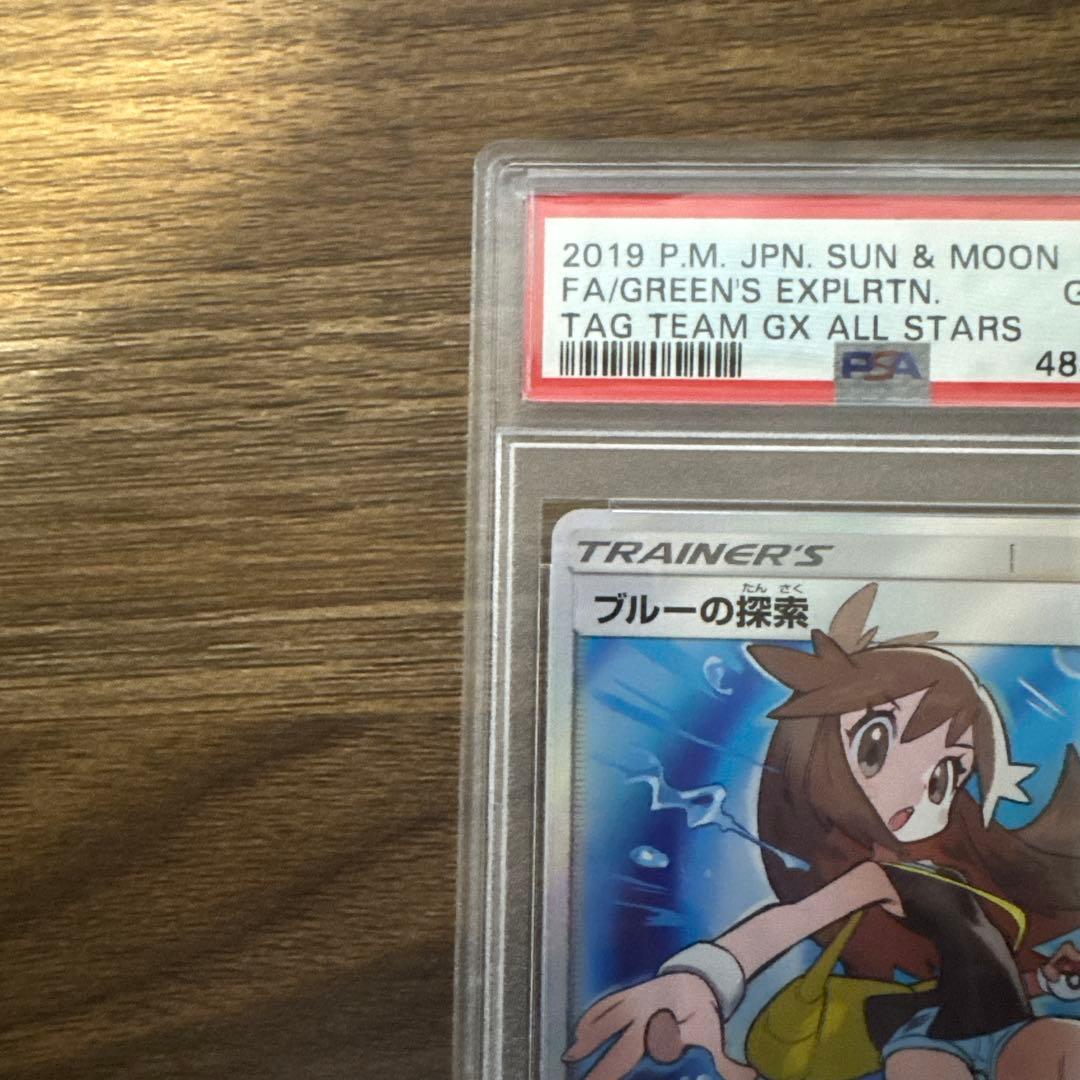 2019 P.M. JPN. SUN & MOON
FA/GREEN'S EXPLRTN.
TAG TEAM GX ALL STARS
PSA
TRAINER'S
たん さく
ブルーの探索